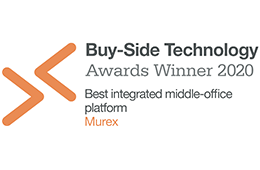 Buy-Side Technology
Awards Winner 2020
Best integrated middle-office
platform
Murex